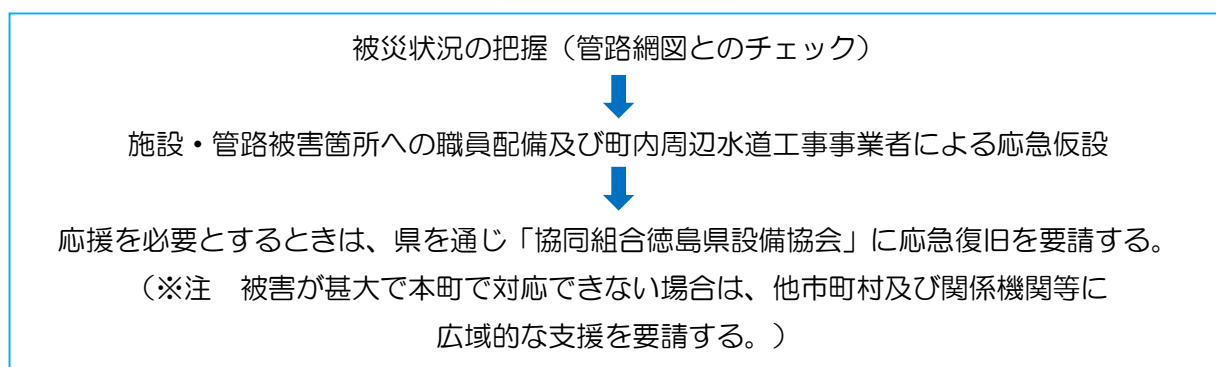 被災状況の把握（管路網図とのチェック）
施設・管路被害箇所への職員配備及び町内周辺水道工事事業者による応急仮設
応援を必要とするときは、県を通じ「協同組合徳島県設備協会」に応急復旧を要請する。
（※注　被害が甚大で本町で対応できない場合は、他市町村及び関係機関等に
広域的な支援を要請する。）